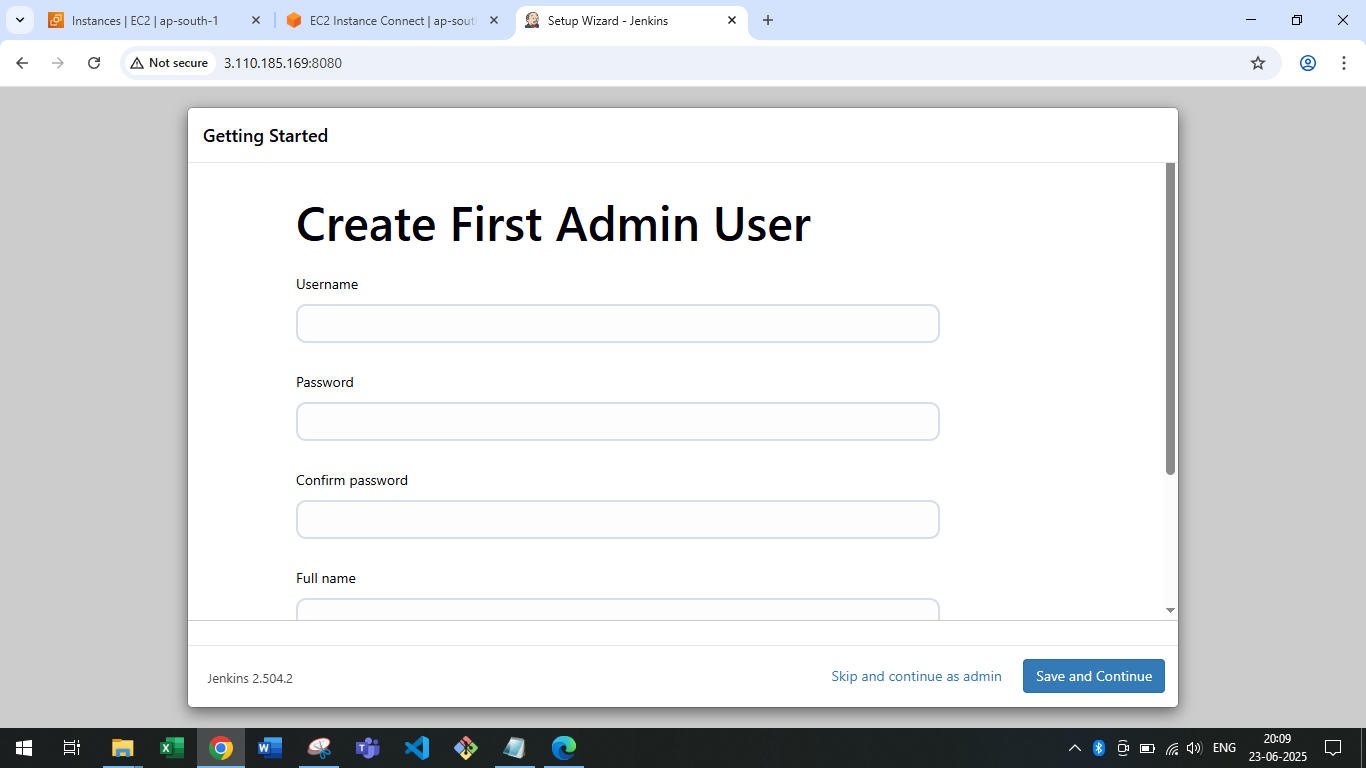 Instances | EC2 | ap-south-1
EC2 Instance Connect | ap-sout
Setup Wizard - Jenkins
Not secure
3.110.185.169:8080
Getting Started
Create First Admin User
Username
Password
Confirm password
Full name
Jenkins 2.504.2
Skip and continue as admin
Save and Continue
ENG
20:09
23-06-2025